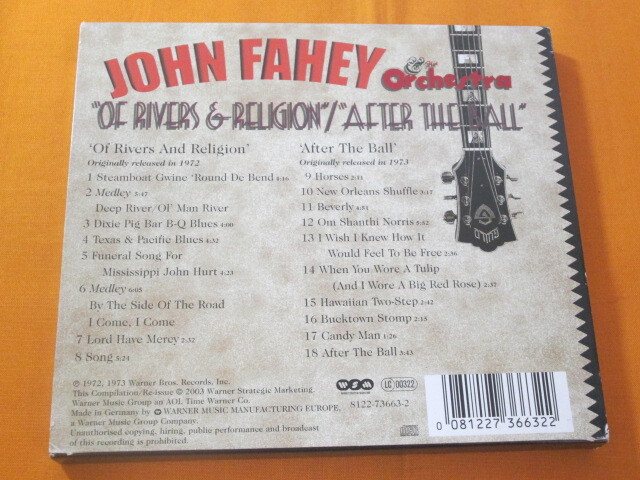 JOHN FAHEY
& Orchestra
"OF RIVERS & RELIGION"/"AFTER THE BALL"
'Of Rivers And Religion'
Originally released in 1972
1 Steamboat Gwine 'Round De Bend 4:16
2 Medley 5:47
Deep River/Ol' Man River
3 Dixie Pig Bar B-Q Blues 4:00
4 Texas & Pacific Blues 4:32
5 Funeral Song For
Mississippi John Hurt 4:23
6 Medley 6:05
By The Side Of The Road
I Come, I Come
7 Lord Have Mercy 2:32
8 Song 5:24
'After The Ball'
Originally released in 1973
9 Horses 2:11
10 New Orleans Shuffle 3:17
11 Beverly 4:51
12 Om Shanthi Norris 5:52
13 I Wish I Knew How It
Would Feel To Be Free 2:36
14 When You Wore A Tulip
(And I Wore A Big Red Rose) 2:37
15 Hawaiian Two-Step 2:42
16 Bucktown Stomp 2:15
17 Candy Man 1:26
18 After The Ball 3:43
GUILD
℗ 1972, 1973 Warner Bros. Records, Inc.
This Compilation/Re-issue © 2003 Warner Strategic Marketing.
Warner Music Group an AOL Time Warner Co.
Made in Germany by WARNER MUSIC MANUFACTURING EUROPE.
a Warner Music Group Company.
Unauthorised copying, hiring, public performance and broadcast
of this recording is prohibited.
wsm
LC 00322
8122-73663-2
0 081227 366322